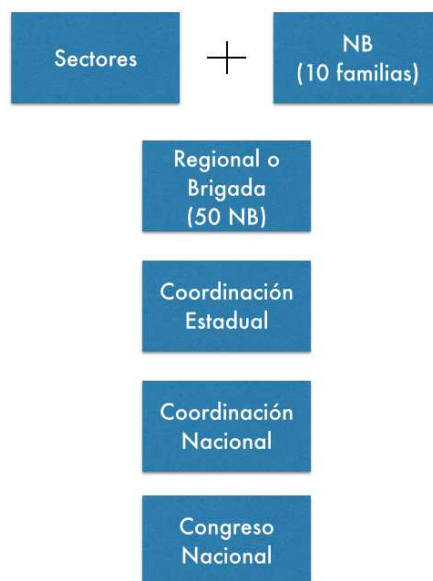 Sectores
NB
(10 familias)
Regional o
Brigada
(50 NB)
Coordinación
Estadual
Coordinación
Nacional
Congreso
Nacional